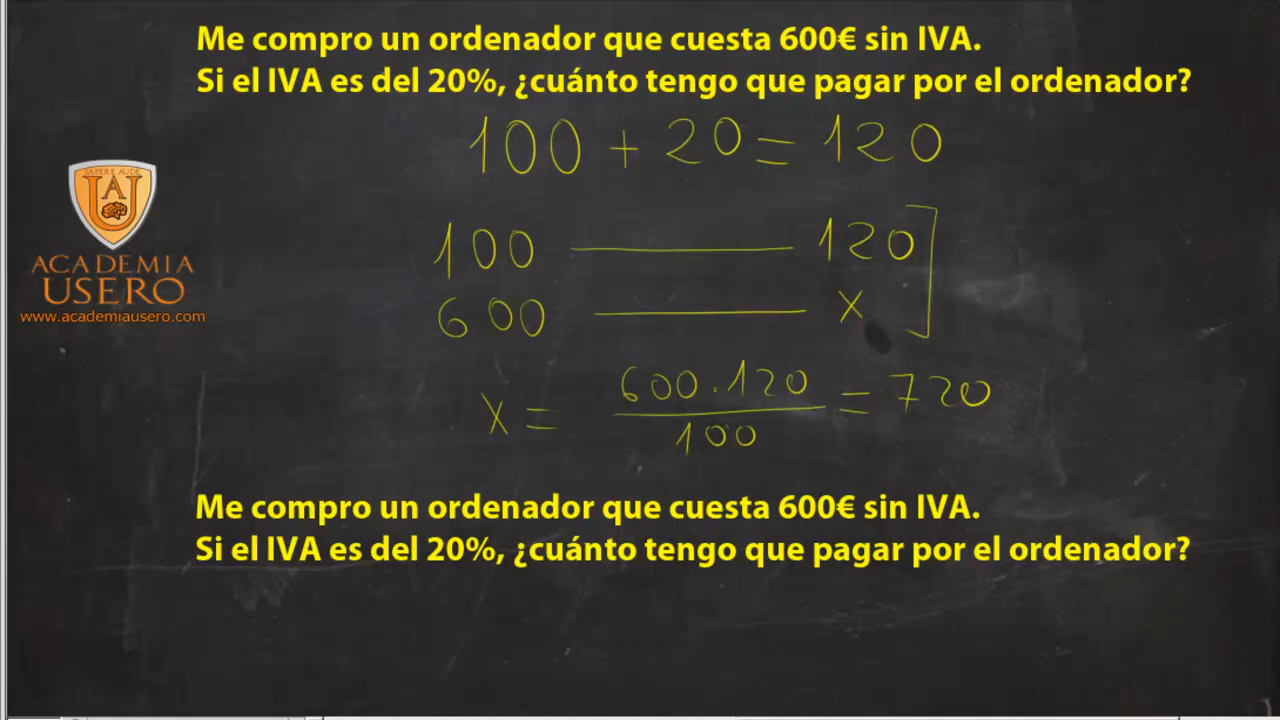 Me compro un ordenador que cuesta 600€ sin IVA.
Si el IVA es del 20%, ¿cuánto tengo que pagar por el ordenador?
100 + 20 = 120
SAPERE AUDE
UA
ACADEMIA
USERO
www.academiausero.com
100 ——— 120
600 ——— x
x = 600·120 / 100 = 720
Me compro un ordenador que cuesta 600€ sin IVA.
Si el IVA es del 20%, ¿cuánto tengo que pagar por el ordenador?